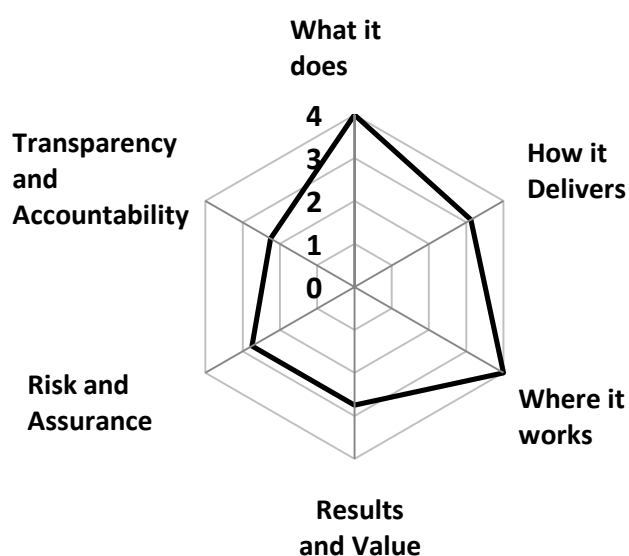 What it
does
4
3
2
1
0
How it
Delivers
Where it
works
Results
and Value
Risk and
Assurance
Transparency
and
Accountability